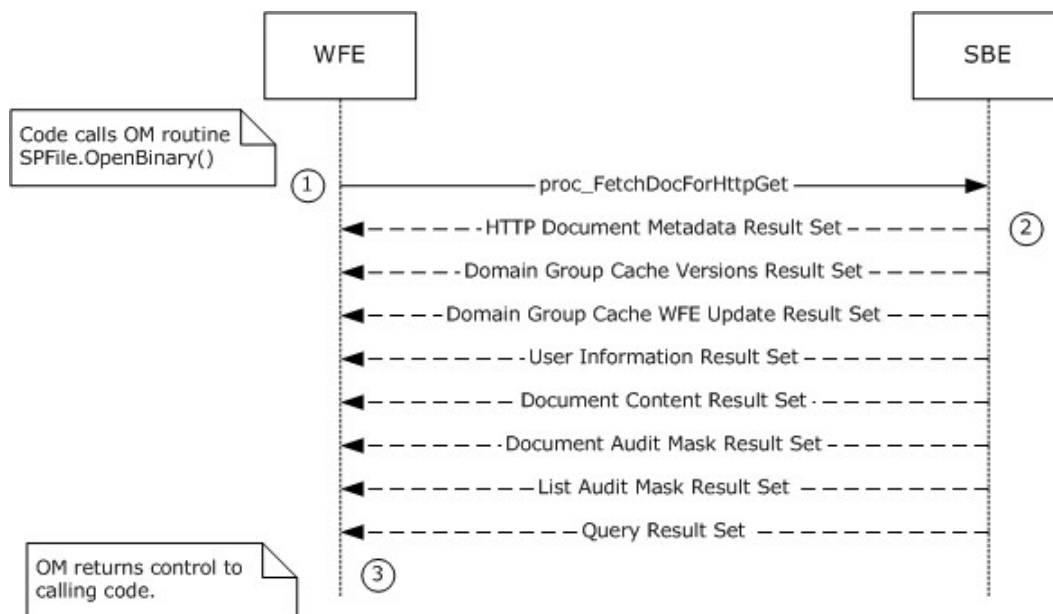 WFE
SBE
Code calls OM routine
SPFile.OpenBinary()
1
proc_FetchDocForHttpGet
HTTP Document Metadata Result Set
2
Domain Group Cache Versions Result Set
Domain Group Cache WFE Update Result Set
User Information Result Set
Document Content Result Set
Document Audit Mask Result Set
List Audit Mask Result Set
Query Result Set
OM returns control to
calling code.
3